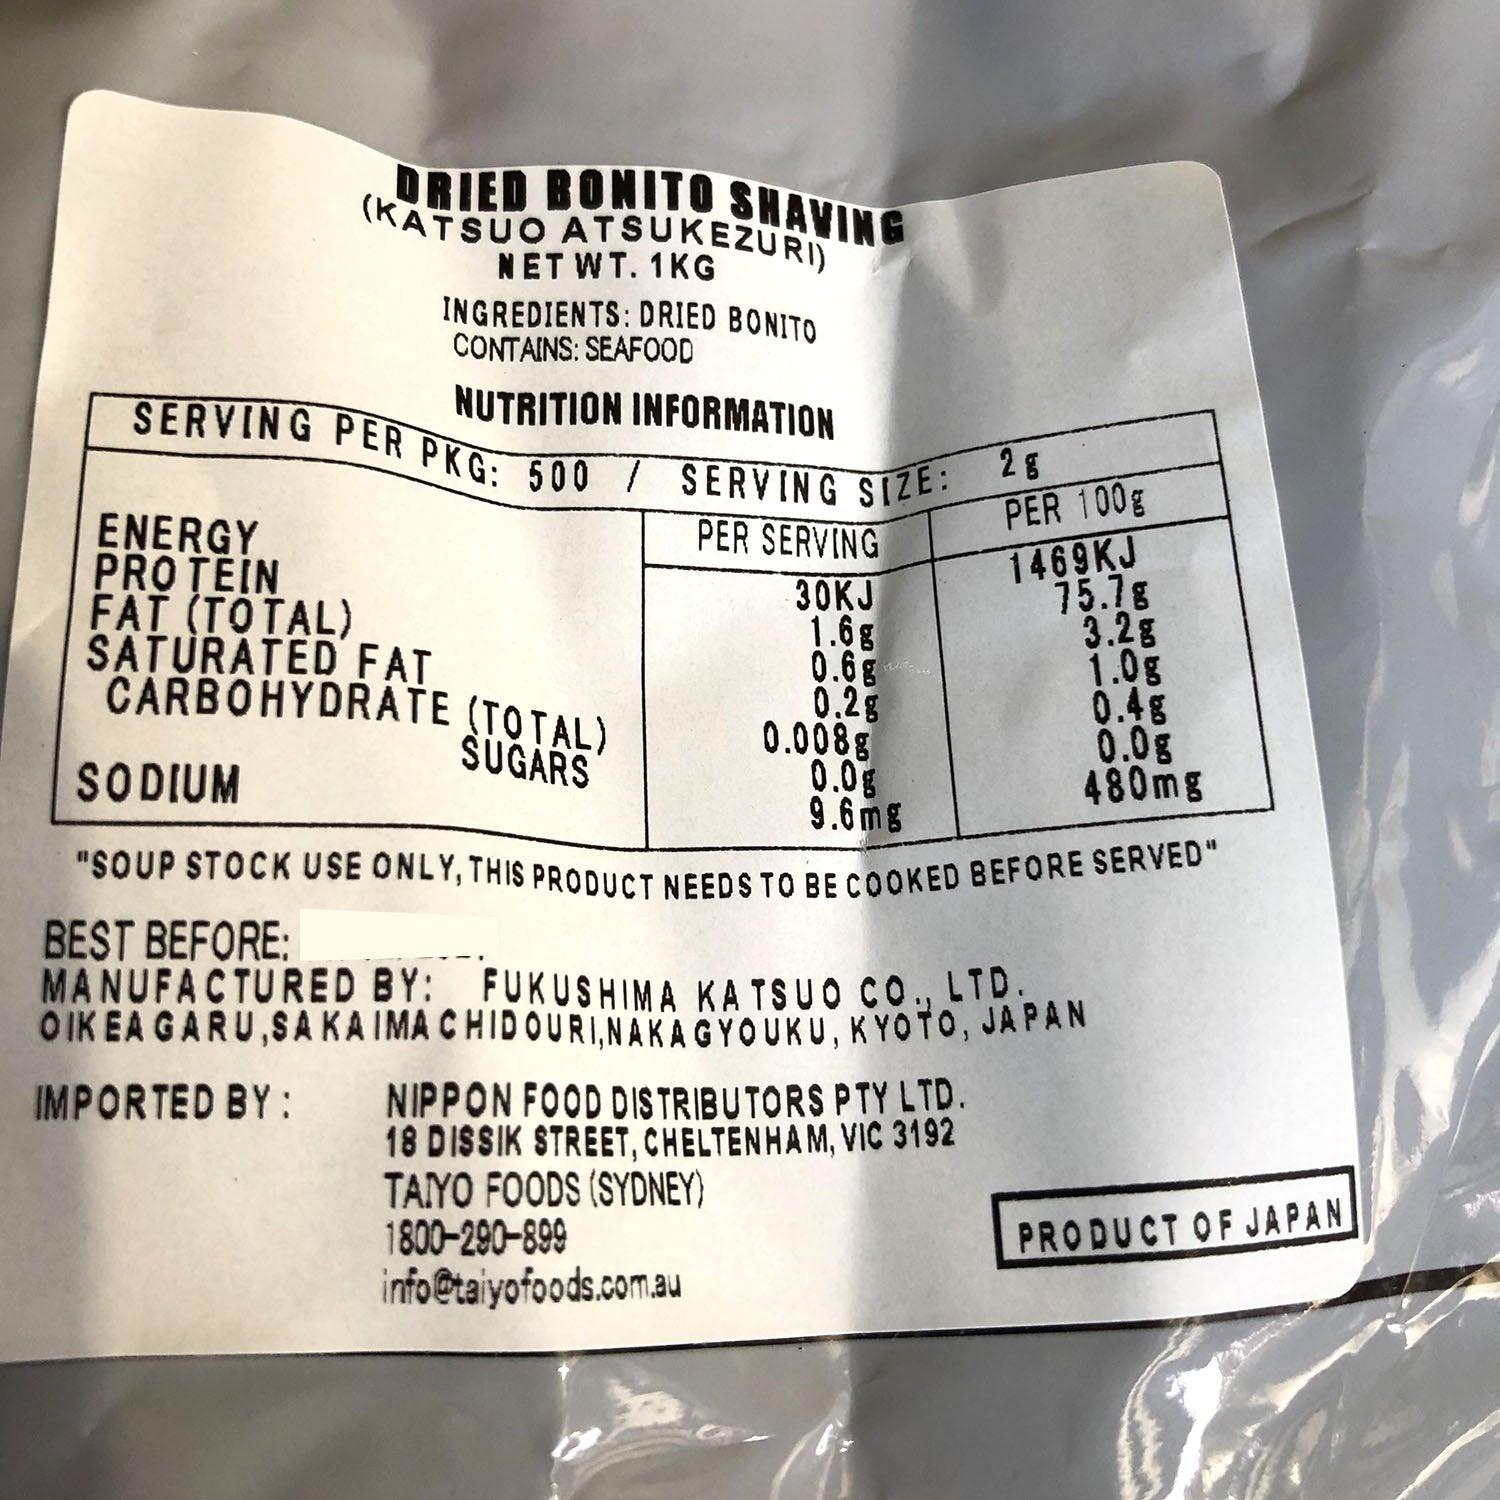 DRIED BONITO SHAVING
(KATSUO ATSUKEZURI)
NET WT. 1KG
INGREDIENTS: DRIED BONITO
CONTAINS: SEAFOOD
NUTRITION INFORMATION
SERVING PER PKG: 500 / SERVING SIZE: 2g
PER SERVING PER 100g
ENERGY 30KJ 1469KJ
PROTEIN 1.6g 75.7g
FAT (TOTAL) 0.6g 3.2g
SATURATED FAT 0.2g 1.0g
CARBOHYDRATE (TOTAL) 0.008g 0.4g
SUGARS 0.0g 0.0g
SODIUM 9.6mg 480mg
"SOUP STOCK USE ONLY, THIS PRODUCT NEEDS TO BE COOKED BEFORE SERVED"
BEST BEFORE:
MANUFACTURED BY: FUKUSHIMA KATSUO CO., LTD.
OIKEAGARU,SAKAIMACHIDOURI,NAKAGYOUKU, KYOTO, JAPAN
IMPORTED BY: NIPPON FOOD DISTRIBUTORS PTY LTD.
18 DISSIK STREET, CHELTENHAM, VIC 3192
TAIYO FOODS (SYDNEY)
1800-290-899
info@taiyofoods.com.au
PRODUCT OF JAPAN